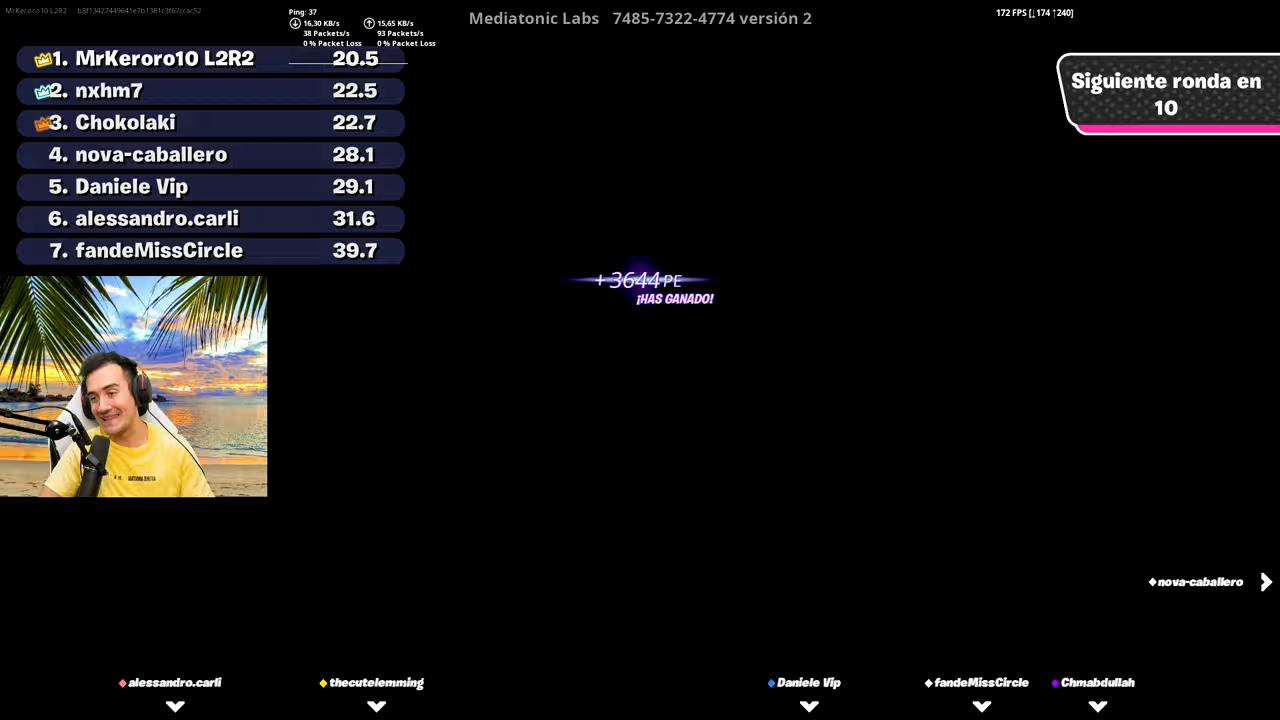 MrKeroro10 L2R2 b8f13427449641e7b1381c3f67ccac52
Ping: 37
16,30 KB/s 15,65 KB/s
38 Packets/s 93 Packets/s
0 % Packet Loss 0 % Packet Loss
Mediatonic Labs 7485-7322-4774 versión 2
172 FPS [↓174 ↑240]
1. MrKeroro10 L2R2 20.5
2. nxhm7 22.5
3. Chokolaki 22.7
4. nova-caballero 28.1
5. Daniele Vip 29.1
6. alessandro.carli 31.6
7. fandeMissCircle 39.7
Siguiente ronda en
10
+3644 PE
¡HAS GANADO!
nova-caballero
alessandro.carli
thecutelemming
Daniele Vip
fandeMissCircle
Chmabdullah